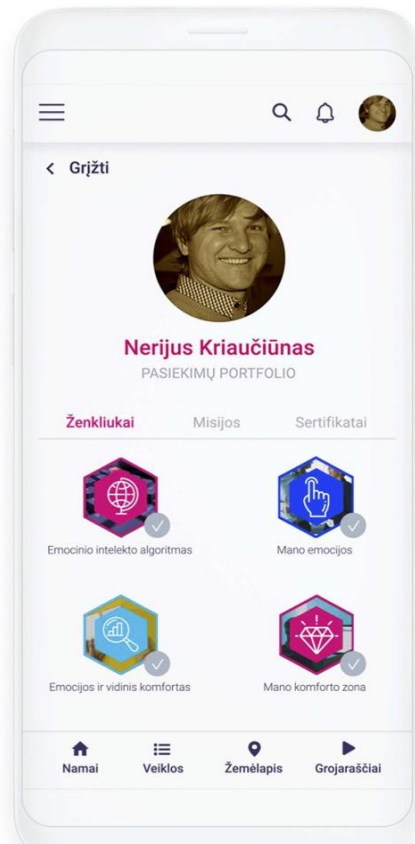 Grįžti
Nerijus Kriaučiūnas
PASIEKIMŲ PORTFOLIO
Ženkliukai Misijos Sertifikatai
Emocinio intelekto algoritmas Mano emocijos
Emocijos ir vidinis komfortas Mano komforto zona
Namai Veiklos Žemėlapis Grojaraščiai